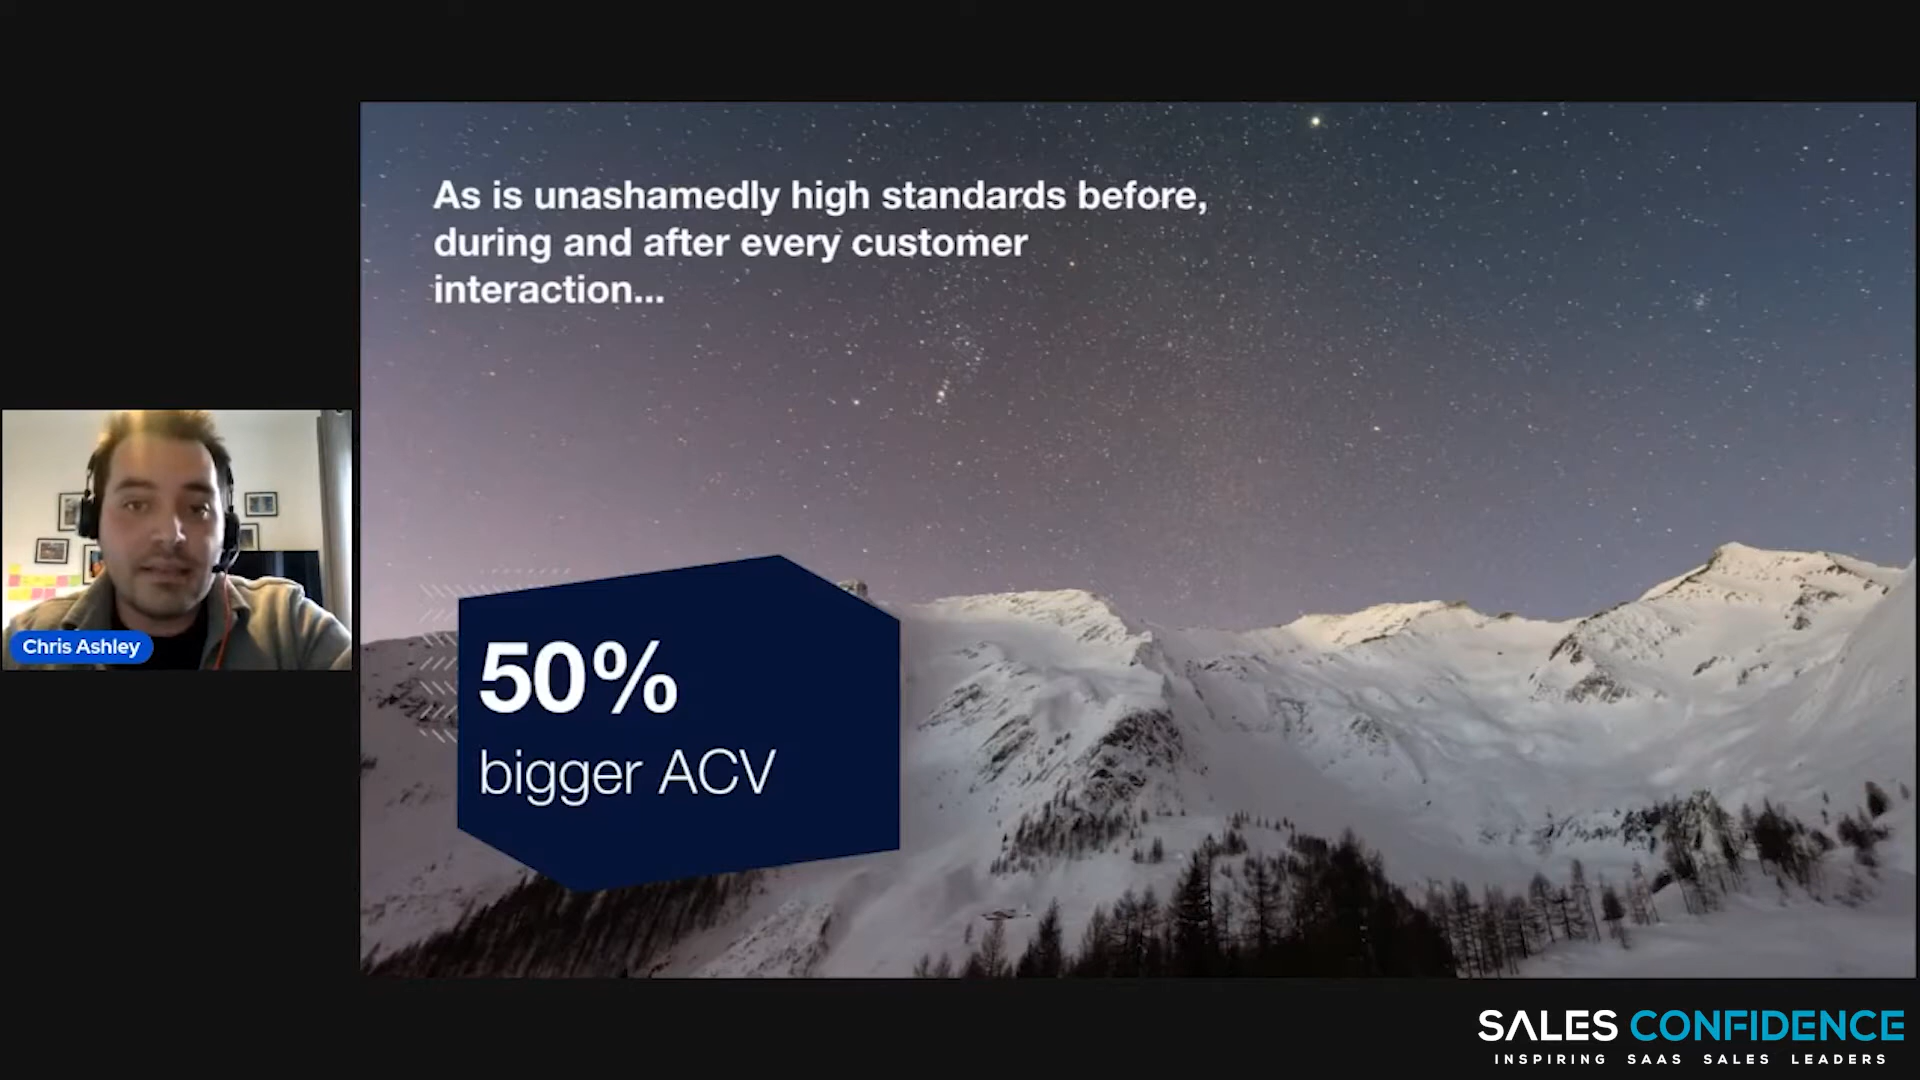 As is unashamedly high standards before,
during and after every customer
interaction...
Chris Ashley
50%
bigger ACV
SALES CONFIDENCE
INSPIRING SAAS SALES LEADERS